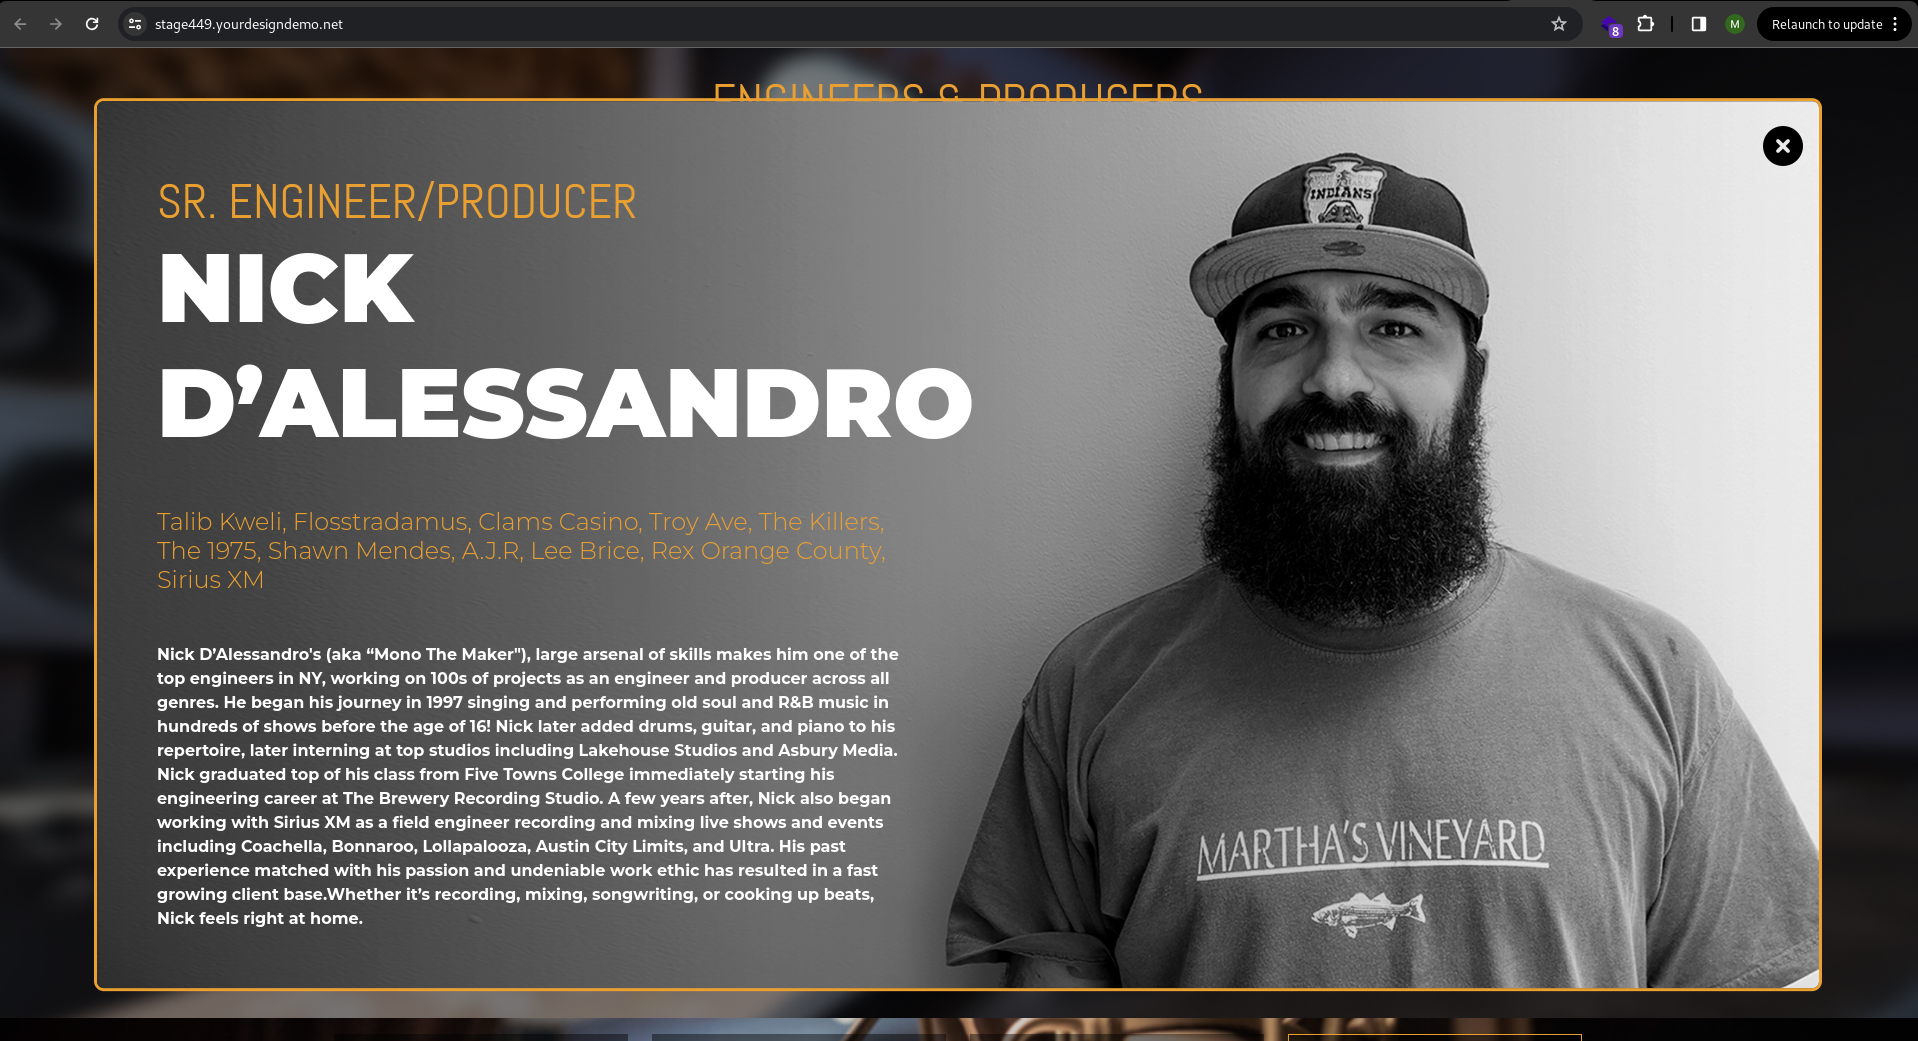 stage449.yourdesigndemo.net
8
M
Relaunch to update
ENGINEERS & PRODUCERS
SR. ENGINEER/PRODUCER
NICK
D’ALESSANDRO
Talib Kweli, Flosstradamus, Clams Casino, Troy Ave, The Killers,
The 1975, Shawn Mendes, A.J.R, Lee Brice, Rex Orange County,
Sirius XM
Nick D’Alessandro's (aka “Mono The Maker"), large arsenal of skills makes him one of the
top engineers in NY, working on 100s of projects as an engineer and producer across all
genres. He began his journey in 1997 singing and performing old soul and R&B music in
hundreds of shows before the age of 16! Nick later added drums, guitar, and piano to his
repertoire, later interning at top studios including Lakehouse Studios and Asbury Media.
Nick graduated top of his class from Five Towns College immediately starting his
engineering career at The Brewery Recording Studio. A few years after, Nick also began
working with Sirius XM as a field engineer recording and mixing live shows and events
including Coachella, Bonnaroo, Lollapalooza, Austin City Limits, and Ultra. His past
experience matched with his passion and undeniable work ethic has resulted in a fast
growing client base.Whether it’s recording, mixing, songwriting, or cooking up beats,
Nick feels right at home.
INDIANS
MARTHA'S VINEYARD